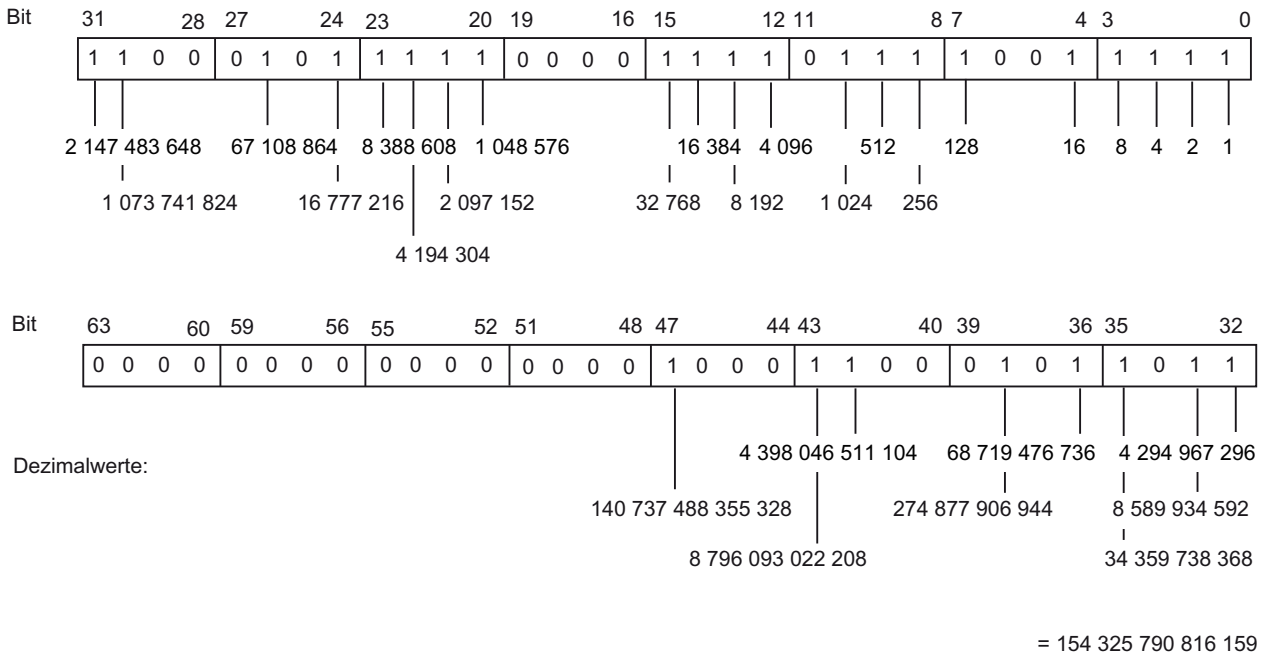 Bit 31 28 27 24 23 20 19 16 15 12 11 8 7 4 3 0
1 1 0 0 0 1 0 1 1 1 1 1 0 0 0 0 1 1 1 1 0 1 1 1 1 0 0 1 1 1 1 1
2 147 483 648 67 108 864 8 388 608 1 048 576 16 384 4 096 512 128 16 8 4 2 1
1 073 741 824 16 777 216 2 097 152 32 768 8 192 1 024 256
4 194 304
Bit 63 60 59 56 55 52 51 48 47 44 43 40 39 36 35 32
0 0 0 0 0 0 0 0 0 0 0 0 0 0 0 0 1 0 0 0 1 1 0 0 0 1 0 1 1 0 1 1
4 398 046 511 104 68 719 476 736 4 294 967 296
Dezimalwerte:
140 737 488 355 328 274 877 906 944 8 589 934 592
8 796 093 022 208 34 359 738 368
= 154 325 790 816 159